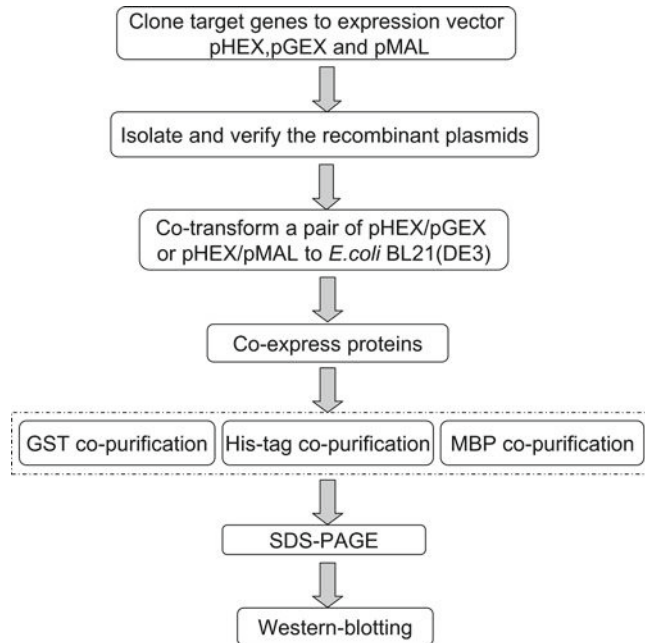 Clone target genes to expression vector
pHEX,pGEX and pMAL
Isolate and verify the recombinant plasmids
Co-transform a pair of pHEX/pGEX
or pHEX/pMAL to E.coli BL21(DE3)
Co-express proteins
GST co-purification
His-tag co-purification
MBP co-purification
SDS-PAGE
Western-blotting